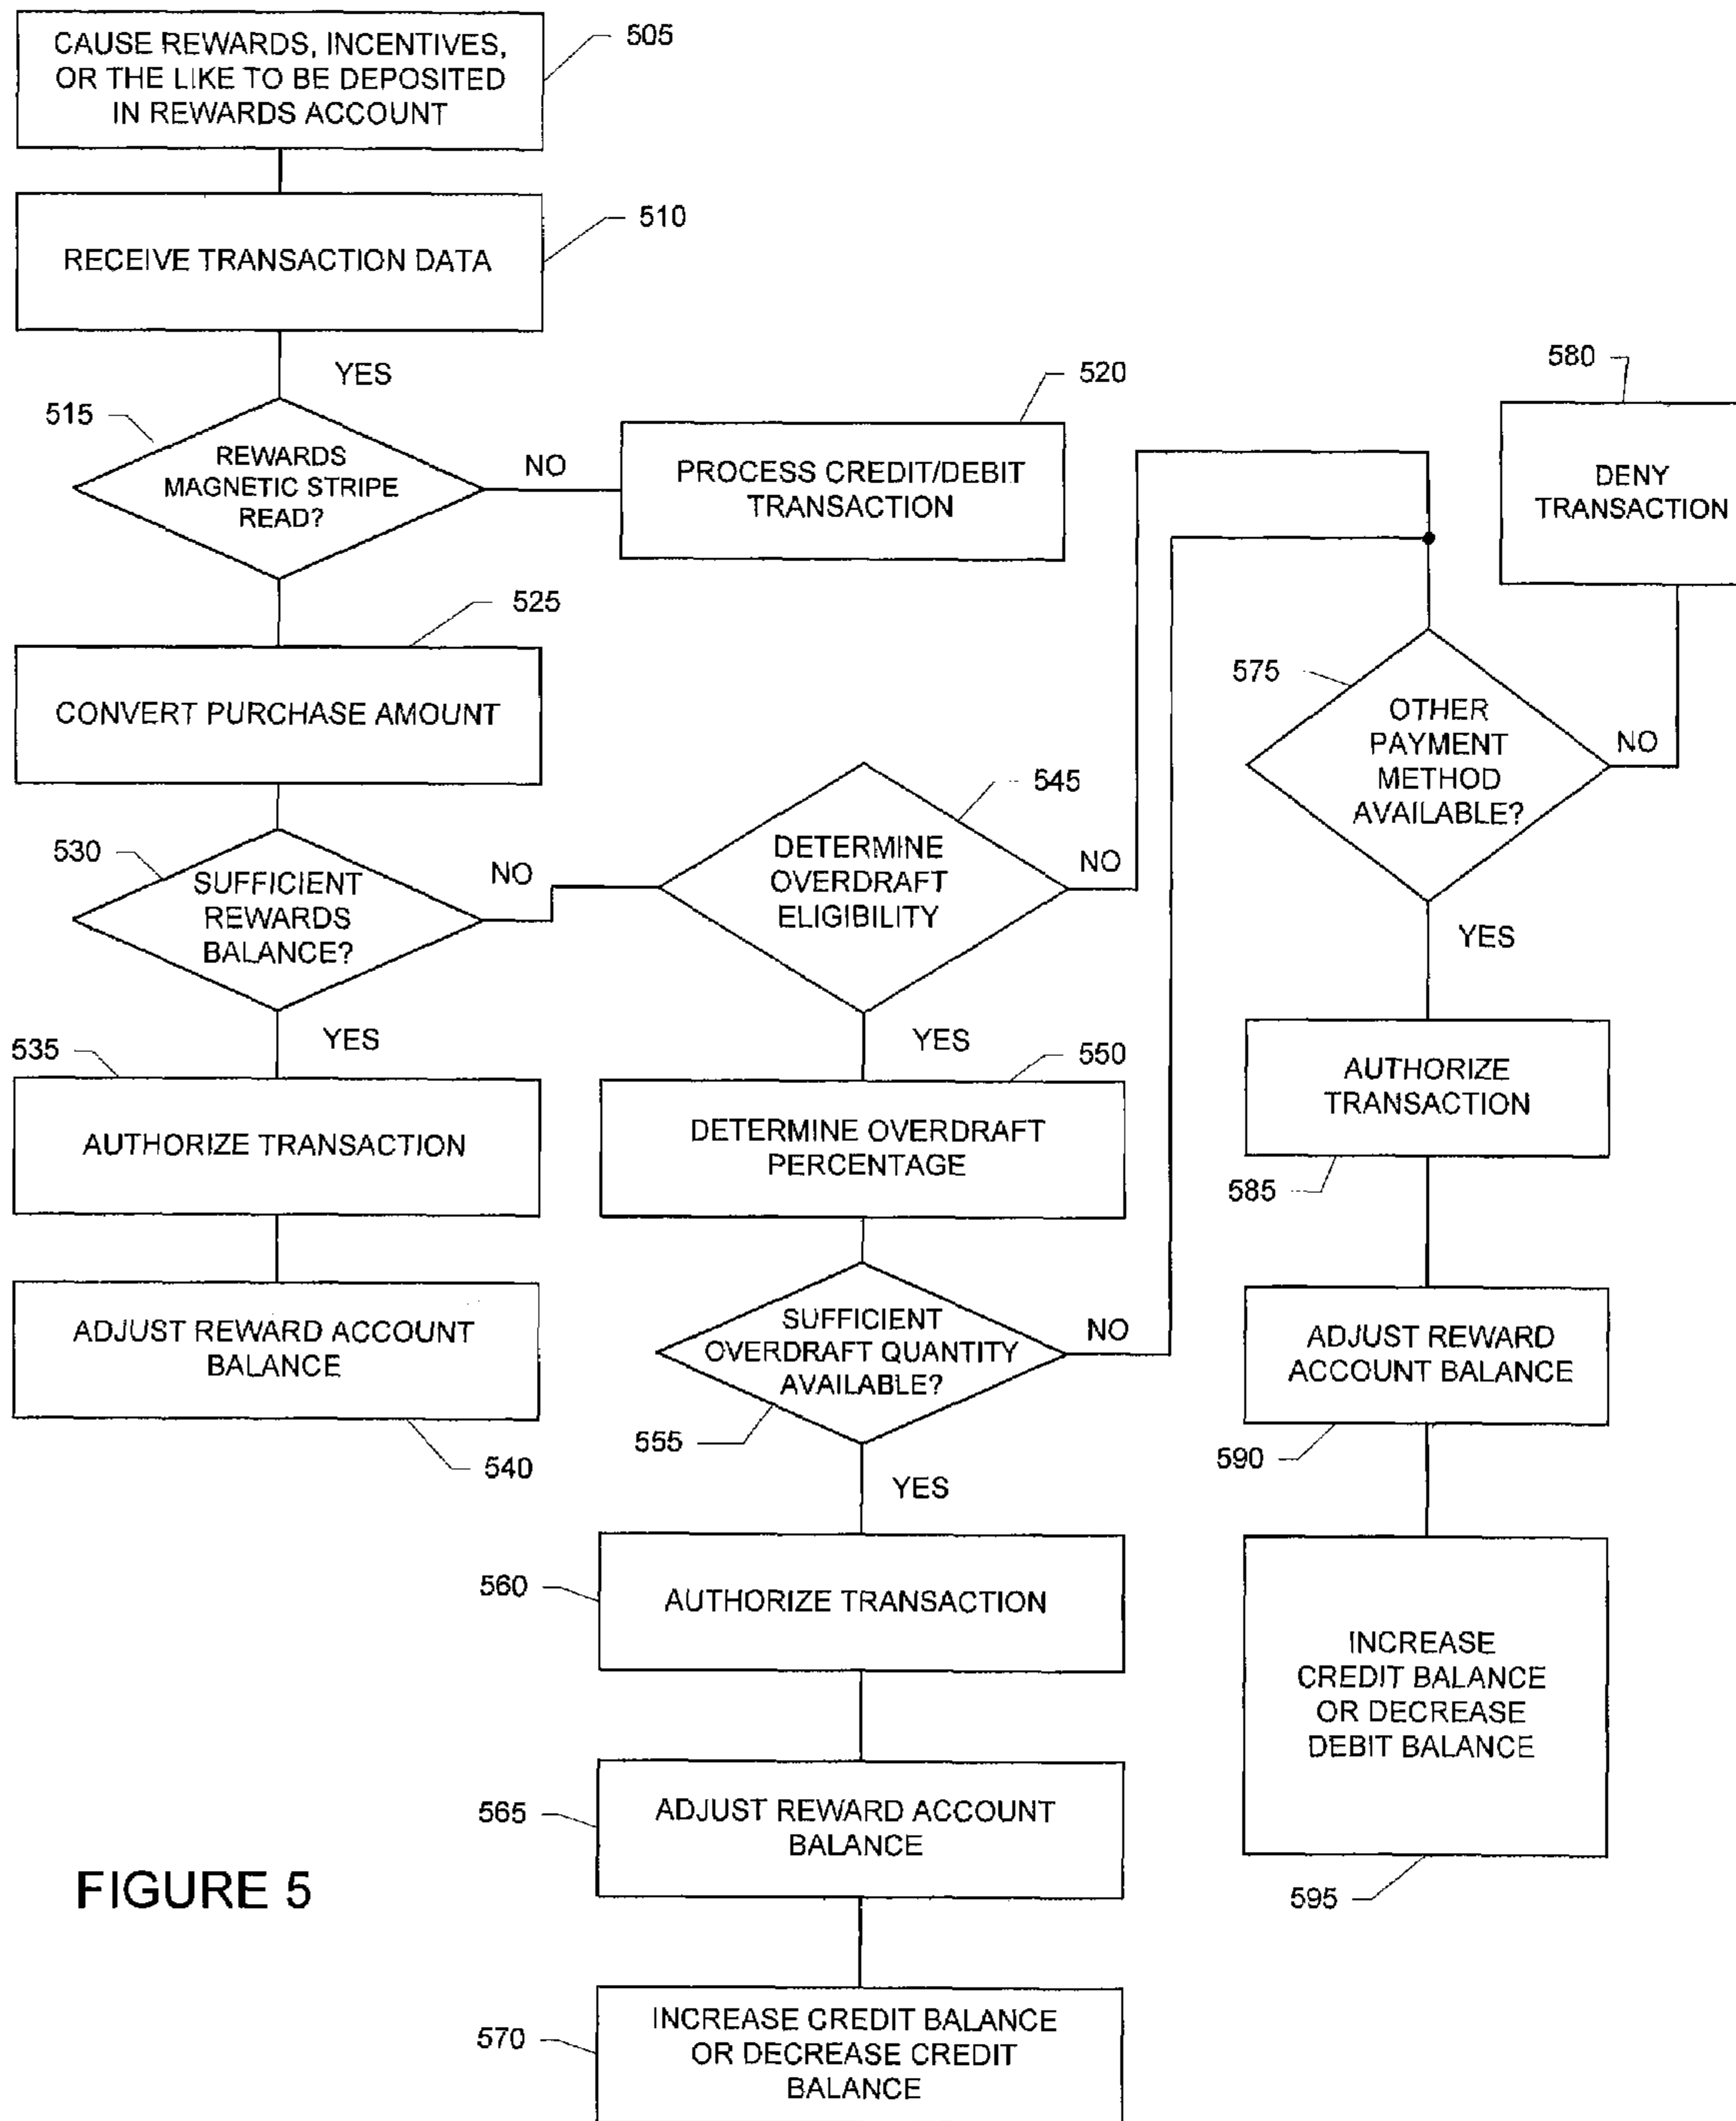 CAUSE REWARDS, INCENTIVES,
OR THE LIKE TO BE DEPOSITED
IN REWARDS ACCOUNT
505
RECEIVE TRANSACTION DATA
510
YES
515
REWARDS
MAGNETIC STRIPE
READ?
NO
520
PROCESS CREDIT/DEBIT
TRANSACTION
525
CONVERT PURCHASE AMOUNT
530
SUFFICIENT
REWARDS
BALANCE?
NO
YES
535
AUTHORIZE TRANSACTION
ADJUST REWARD ACCOUNT
BALANCE
540
545
DETERMINE
OVERDRAFT
ELIGIBILITY
NO
YES
550
DETERMINE OVERDRAFT
PERCENTAGE
SUFFICIENT
OVERDRAFT QUANTITY
AVAILABLE?
NO
555
YES
560
AUTHORIZE TRANSACTION
565
ADJUST REWARD ACCOUNT
BALANCE
570
INCREASE CREDIT BALANCE
OR DECREASE CREDIT
BALANCE
580
DENY
TRANSACTION
575
OTHER
PAYMENT
METHOD
AVAILABLE?
NO
YES
AUTHORIZE
TRANSACTION
585
ADJUST REWARD
ACCOUNT BALANCE
590
INCREASE
CREDIT BALANCE
OR DECREASE
DEBIT BALANCE
595
FIGURE 5